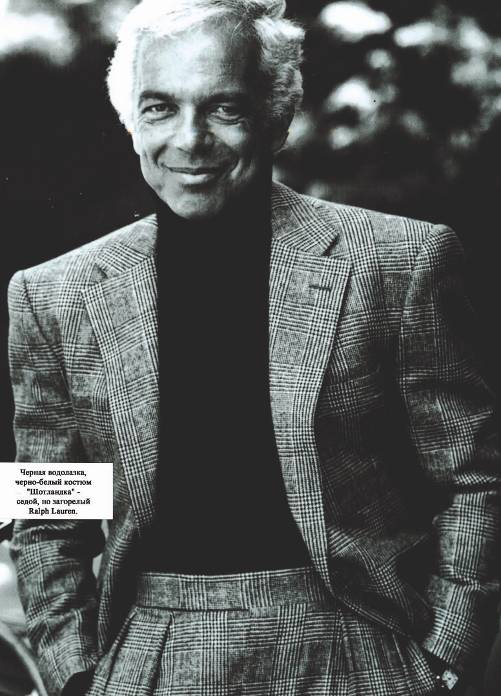 Черная водолазка,
черно-белый костюм
"Шотландка" -
седой, но загорелый
Ralph Lauren.